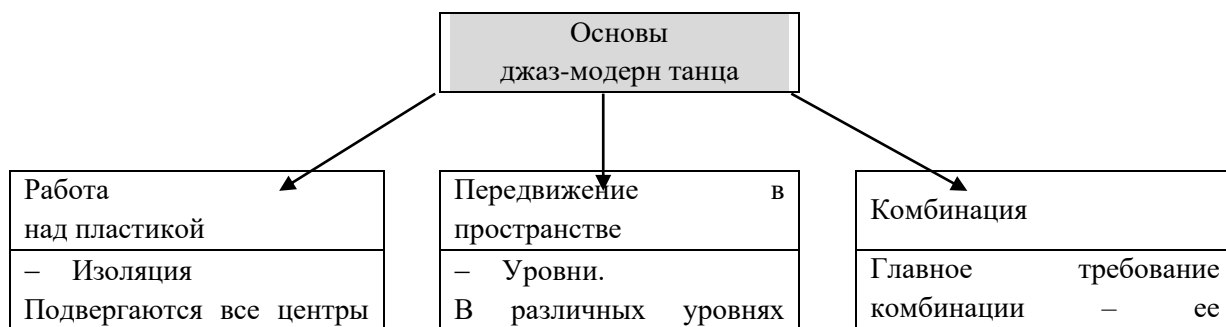 Основы
джаз-модерн танца
Работа
над пластикой
– Изоляция
Подвергаются все центры
Передвижение в
пространстве
– Уровни.
В различных уровнях
Комбинация
Главное требование
комбинации – ее